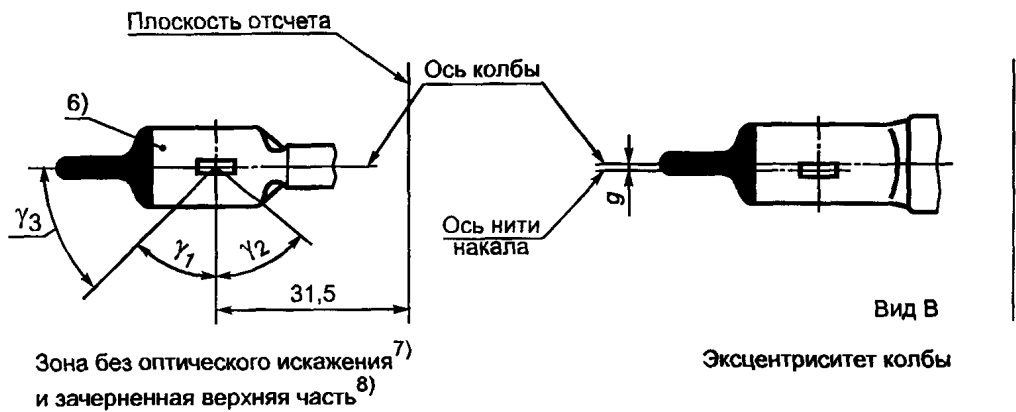 Плоскость отсчета
Ось колбы
6)
γ3
γ1
γ2
g
Ось нити
накала
31,5
Вид В
Зона без оптического искажения7)
и зачерненная верхняя часть8)
Эксцентриситет колбы